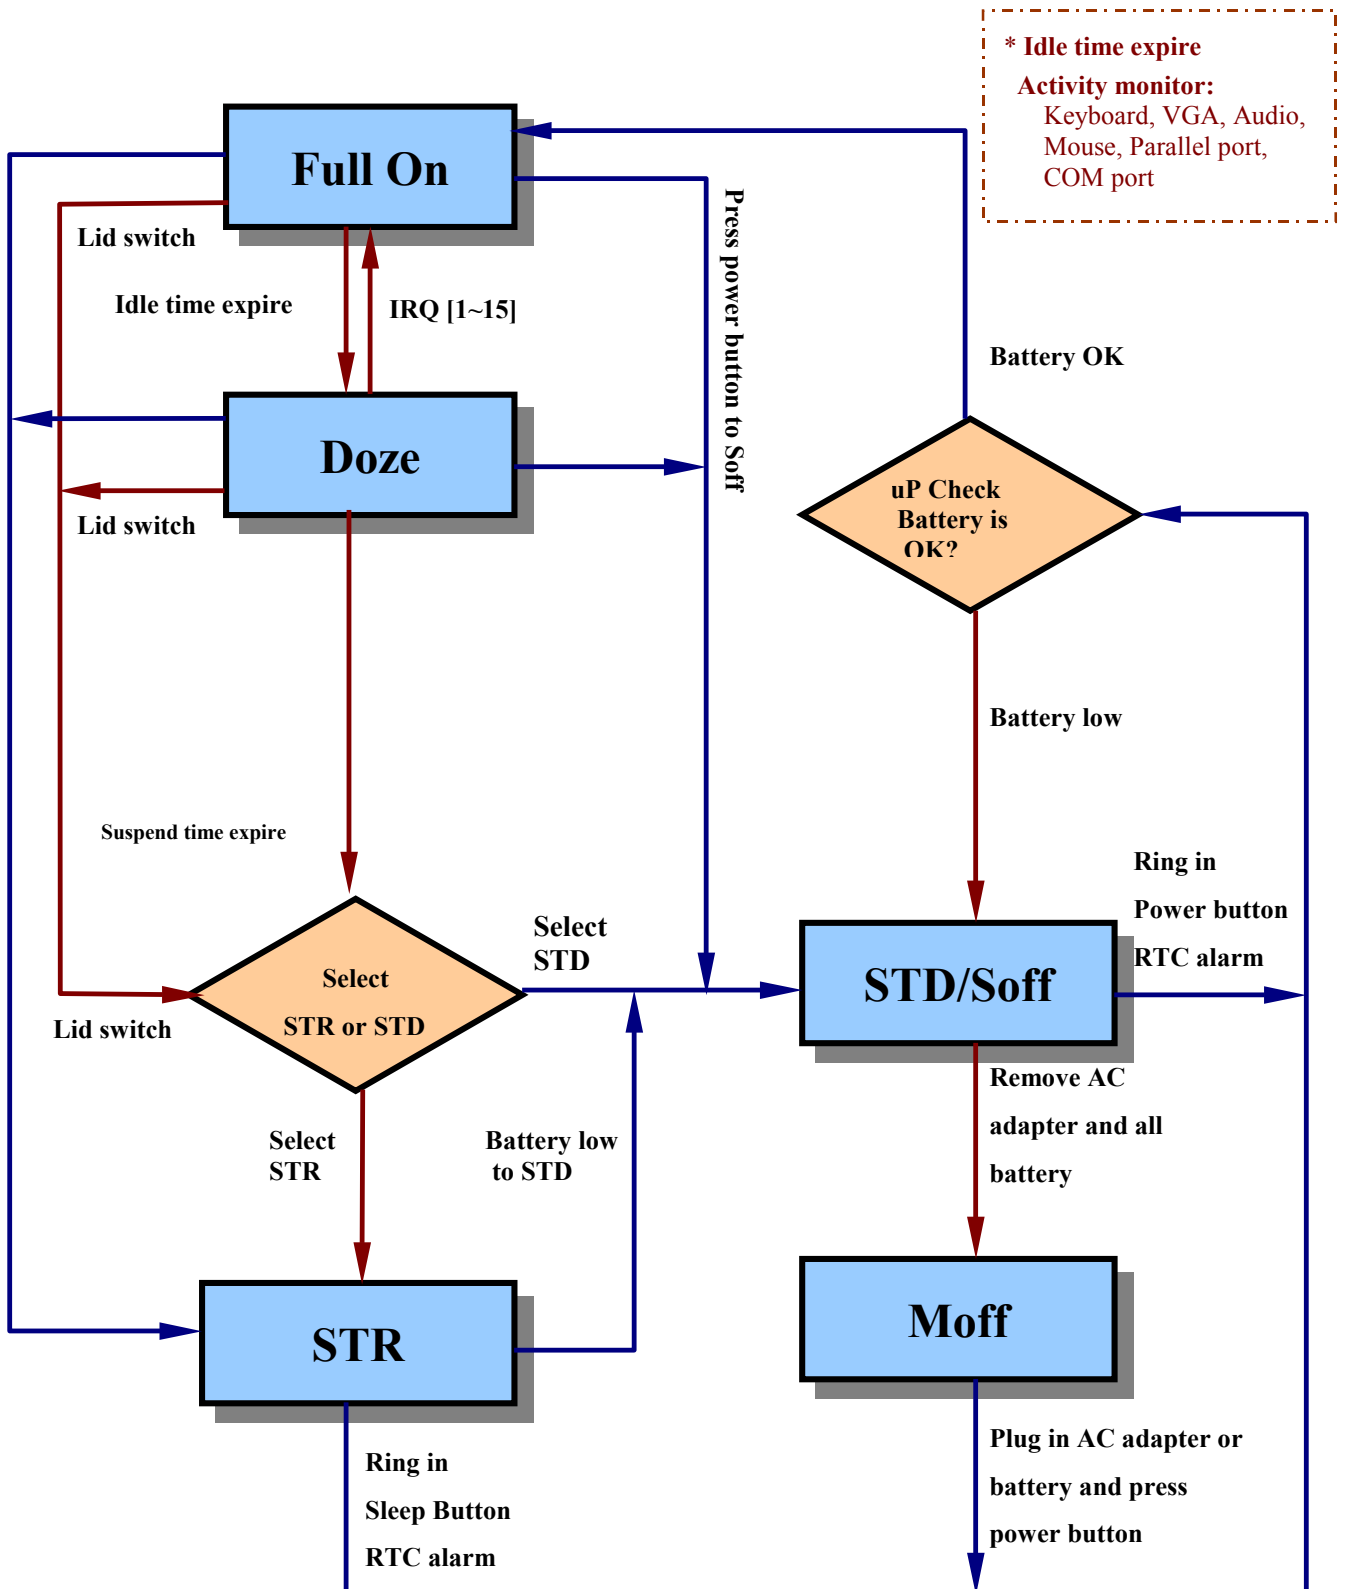 * Idle time expire
Activity monitor:
Keyboard, VGA, Audio,
Mouse, Parallel port,
COM port
Full On
Lid switch
Idle time expire
IRQ [1~15]
Press power button to Soff
Battery OK
Doze
Lid switch
uP Check
Battery is
OK?
Battery low
Suspend time expire
Ring in
Power button
RTC alarm
Select
STD
Select
STR or STD
STD/Soff
Lid switch
Remove AC
adapter and all
battery
Select
STR
Battery low
to STD
Moff
STR
Plug in AC adapter or
battery and press
power button
Ring in
Sleep Button
RTC alarm